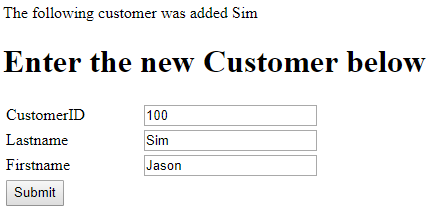 The following customer was added Sim
Enter the new Customer below
CustomerID 100
Lastname Sim
Firstname Jason
Submit